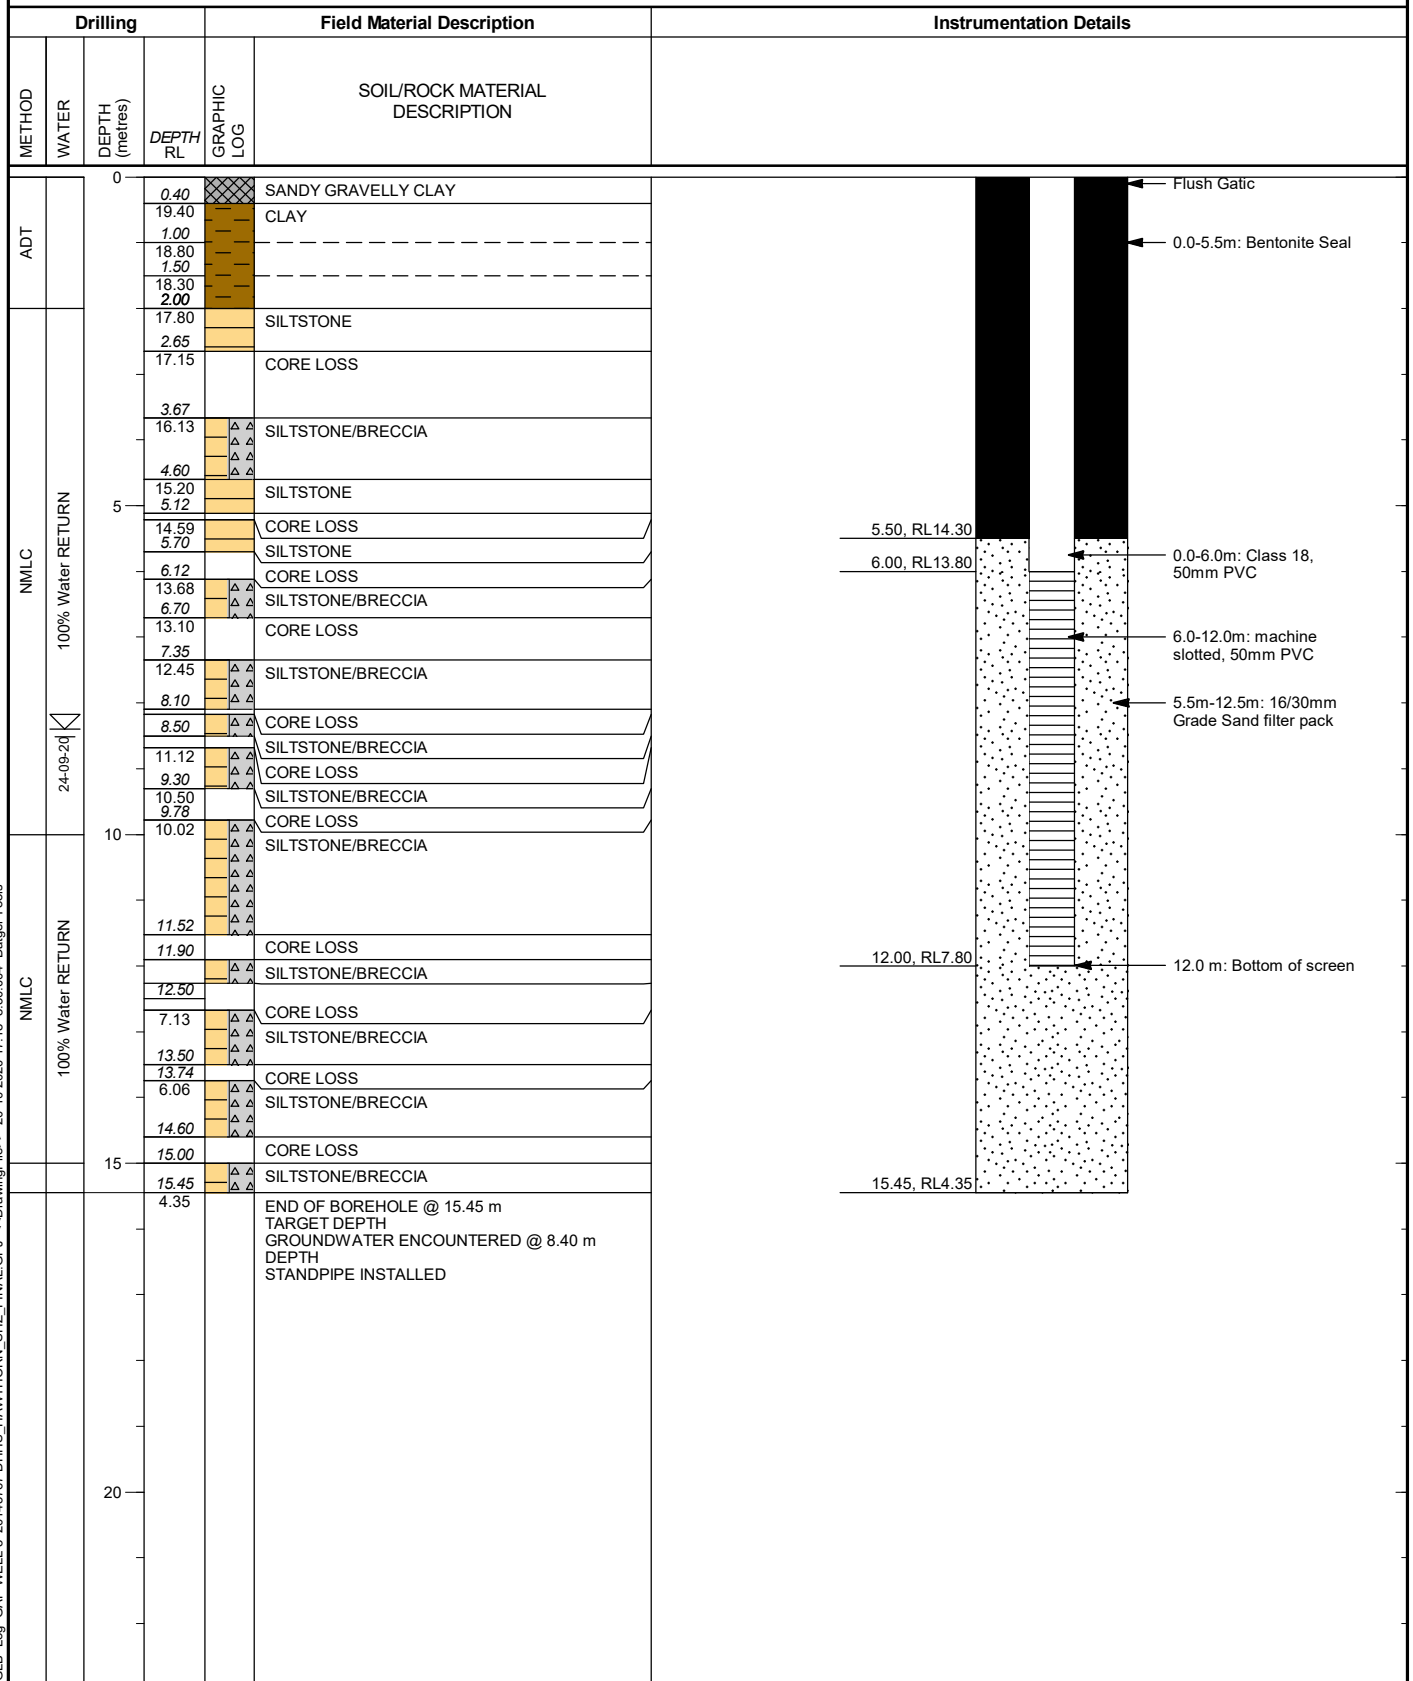 Drilling
Field Material Description
Instrumentation Details
METHOD
WATER
DEPTH
(metres)
DEPTH
RL
GRAPHIC
LOG
SOIL/ROCK MATERIAL
DESCRIPTION
0
ADT
0.40
SANDY GRAVELLY CLAY
Flush Gatic
19.40
CLAY
1.00
0.0-5.5m: Bentonite Seal
18.80
1.50
18.30
2.00
17.80
SILTSTONE
2.65
17.15
CORE LOSS
3.67
16.13
SILTSTONE/BRECCIA
4.60
15.20
SILTSTONE
5
5.12
NMLC
100% Water RETURN
14.59
CORE LOSS
5.50, RL14.30
5.70
SILTSTONE
6.00, RL13.80
0.0-6.0m: Class 18,
50mm PVC
6.12
CORE LOSS
13.68
SILTSTONE/BRECCIA
6.70
13.10
CORE LOSS
6.0-12.0m: machine
slotted, 50mm PVC
7.35
12.45
SILTSTONE/BRECCIA
8.10
5.5m-12.5m: 16/30mm
Grade Sand filter pack
8.50
CORE LOSS
24-09-20
SILTSTONE/BRECCIA
11.12
CORE LOSS
9.30
SILTSTONE/BRECCIA
10.50
9.78
CORE LOSS
10
10.02
SILTSTONE/BRECCIA
11.52
NMLC
100% Water RETURN
CORE LOSS
11.90
12.00, RL7.80
12.0 m: Bottom of screen
SILTSTONE/BRECCIA
12.50
CORE LOSS
7.13
SILTSTONE/BRECCIA
13.50
13.74
CORE LOSS
6.06
SILTSTONE/BRECCIA
14.60
15.00
CORE LOSS
15
SILTSTONE/BRECCIA
15.45
15.45, RL4.35
4.35
END OF BOREHOLE @ 15.45 m
TARGET DEPTH
GROUNDWATER ENCOUNTERED @ 8.40 m
DEPTH
STANDPIPE INSTALLED
20